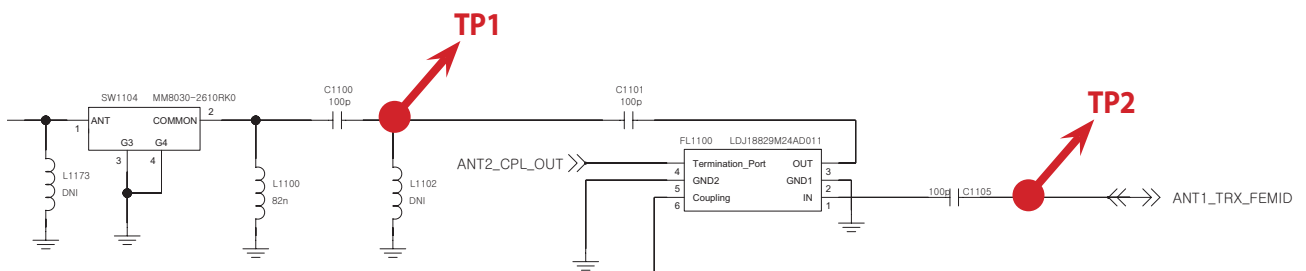 TP1
SW1104 MM8030-2610RK0
C1100
100p
C1101
100p
TP2
ANT COMMON
1
2
G3 G4
3 4
FL1100 LDJ18829M24AD011
ANT2_CPL_OUT
Termination_Port OUT
4 3
GND2 GND1
5 2
Coupling IN
6 1
L1173
DNI
L1100
82n
L1102
DNI
100p C1105
ANT1_TRX_FEMID